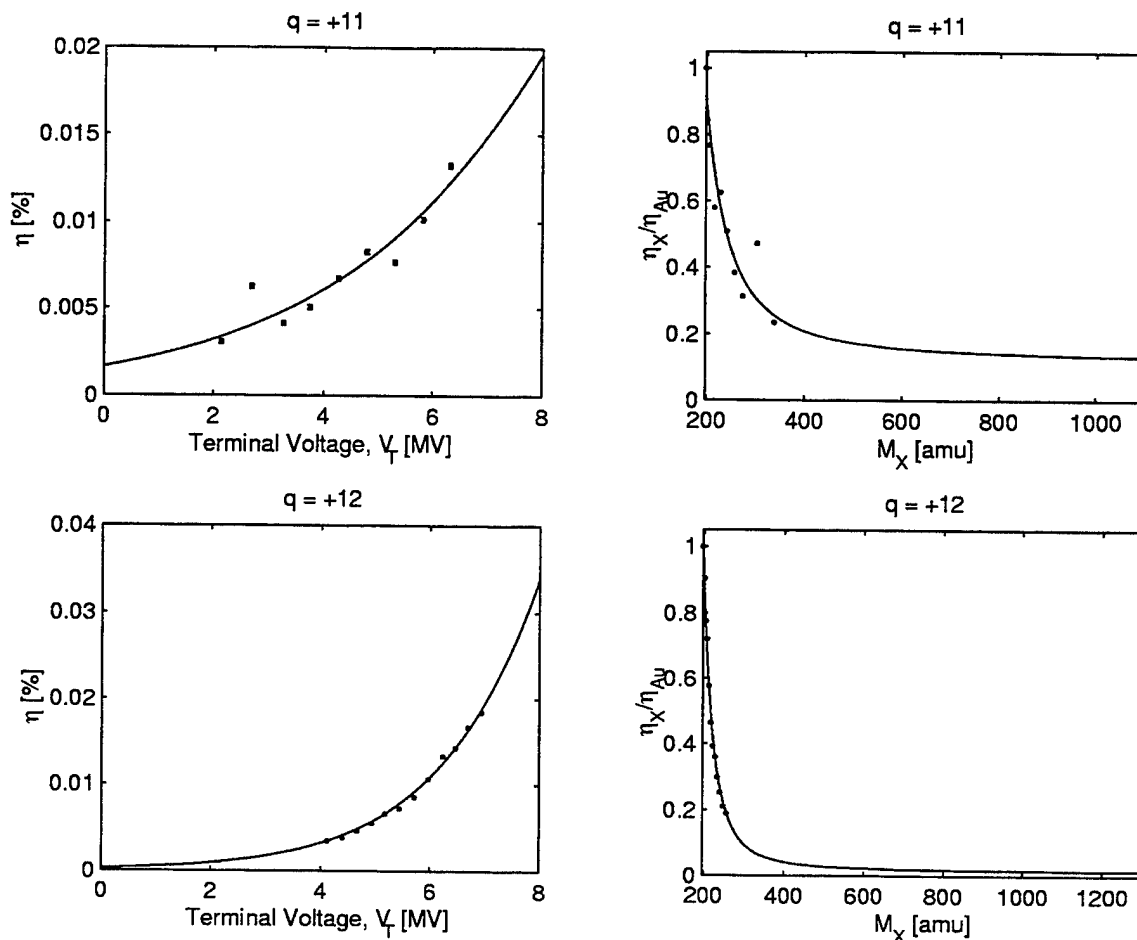 q = +11
0.02
0.015
0.01
0.005
0
η [%]
0 2 4 6 8
Terminal Voltage, V_T [MV]
q = +11
1
0.8
0.6
0.4
0.2
0
η_X/η_Au
200 400 600 800 1000
M_X [amu]
q = +12
0.04
0.03
0.02
0.01
0
η [%]
0 2 4 6 8
Terminal Voltage, V_T [MV]
q = +12
1
0.8
0.6
0.4
0.2
0
η_X/η_Au
200 400 600 800 1000 1200
M_X [amu]